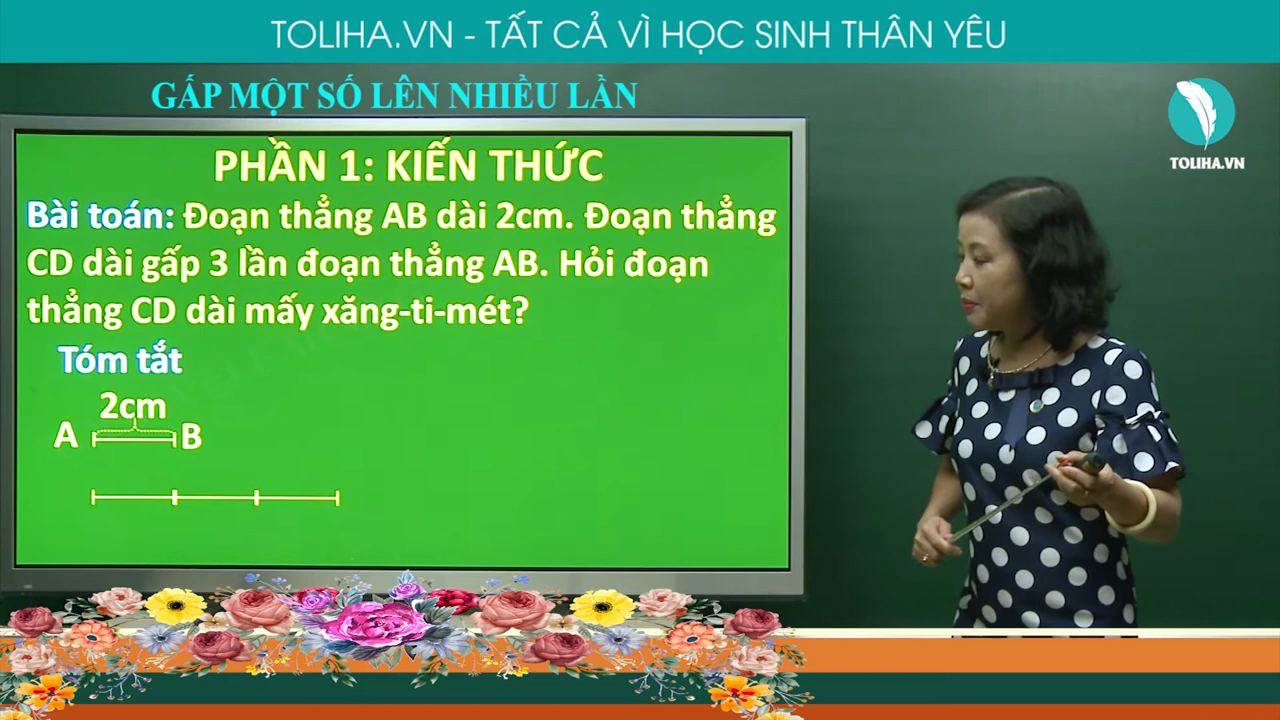 TOLIHA.VN - TẤT CẢ VÌ HỌC SINH THÂN YÊU
GẤP MỘT SỐ LÊN NHIỀU LẦN
TOLIHA.VN
PHẦN 1: KIẾN THỨC
Bài toán: Đoạn thẳng AB dài 2cm. Đoạn thẳng
CD dài gấp 3 lần đoạn thẳng AB. Hỏi đoạn
thẳng CD dài mấy xăng-ti-mét?
Tóm tắt
2cm
A B